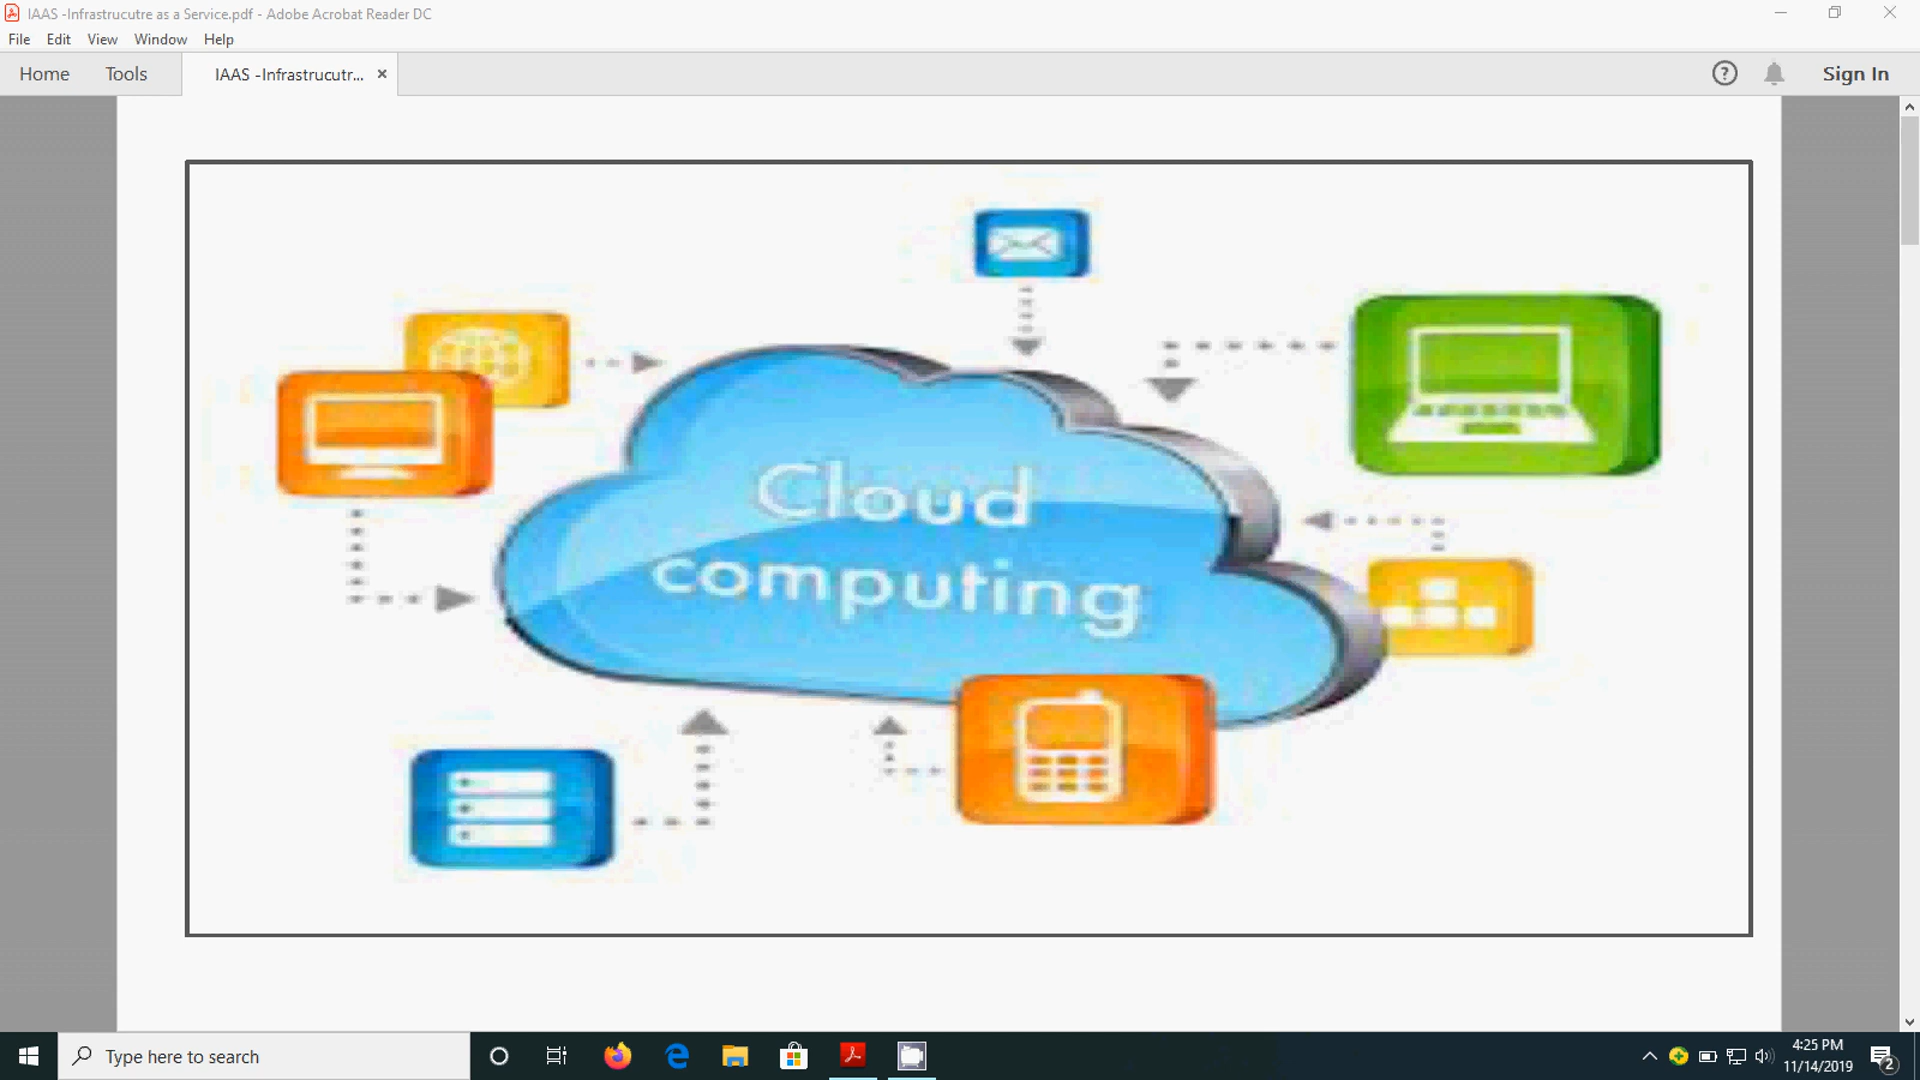 IAAS -Infrastrucutre as a Service.pdf - Adobe Acrobat Reader DC
File Edit View Window Help
Home Tools IAAS -Infrastrucutr... × ? Sign In
Cloud
computing
Type here to search
4:25 PM
11/14/2019
2